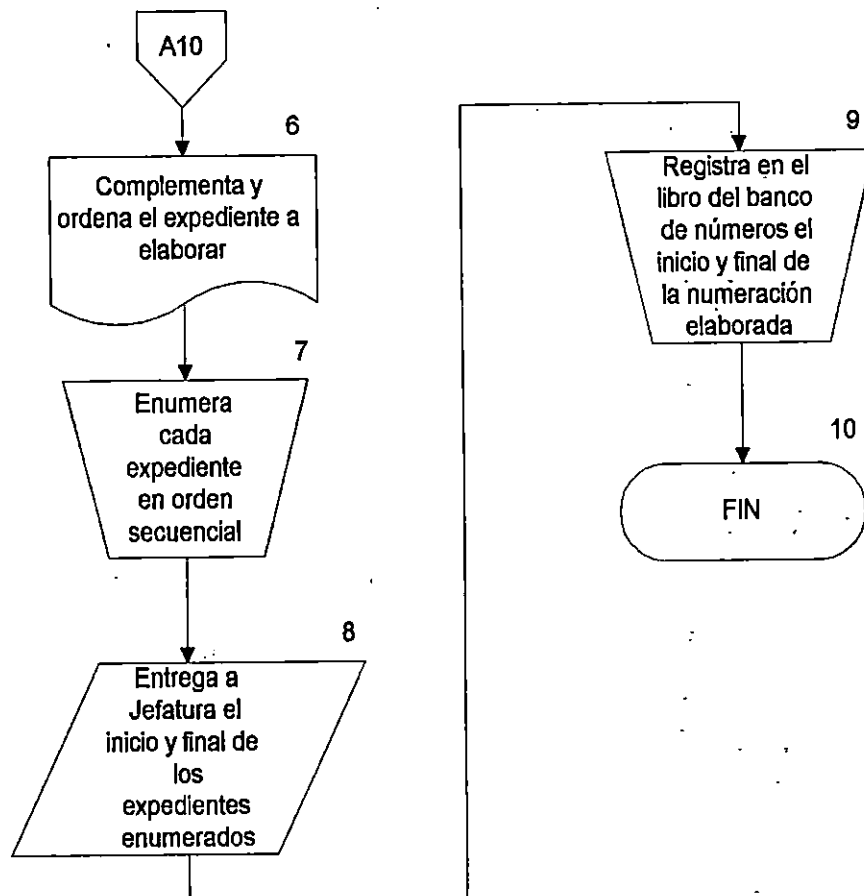 A10
6
Complementa y
ordena el expediente a
elaborar
7
Enumera
cada
expediente
en orden
secuencial
8
Entrega a
Jefatura el
inicio y final de
los
expedientes
enumerados
9
Registra en el
libro del banco
de números el
inicio y final de
la numeración
elaborada
10
FIN